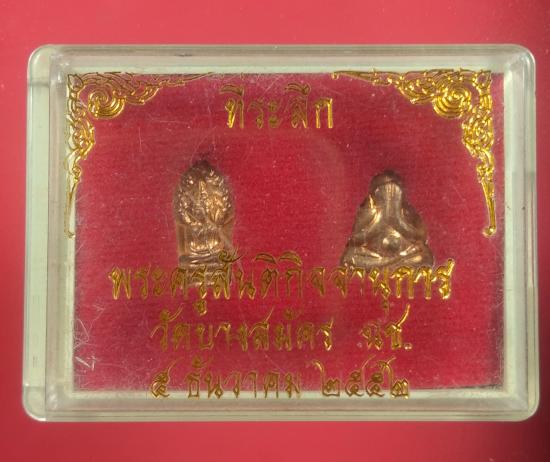 ที่ระลึก
พระครูสันติกิจจานุการ
วัดบางสมัคร ฉช.
๕ ธันวาคม ๒๕๕๒